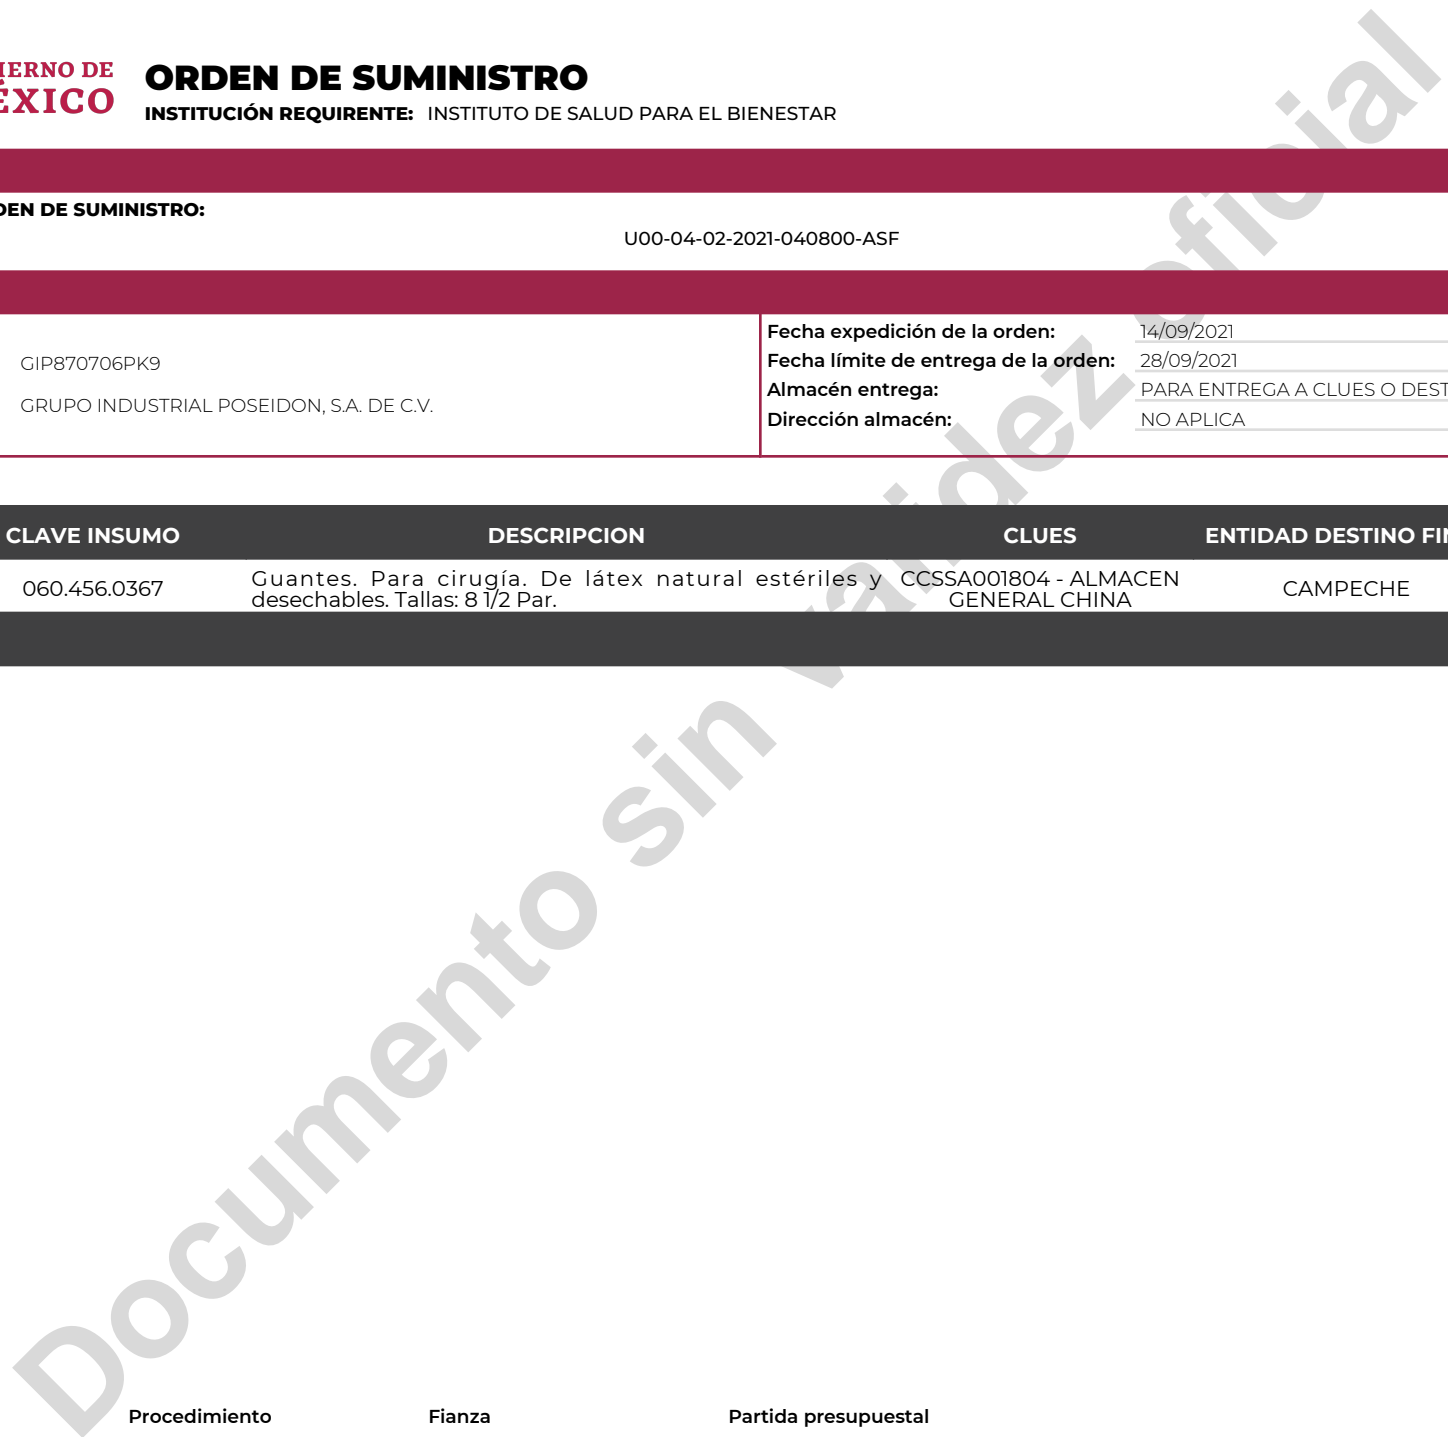 IERNO DE
ÉXICO
ORDEN DE SUMINISTRO
INSTITUCIÓN REQUIRENTE: INSTITUTO DE SALUD PARA EL BIENESTAR
DEN DE SUMINISTRO:
U00-04-02-2021-040800-ASF
GIP870706PK9
GRUPO INDUSTRIAL POSEIDON, S.A. DE C.V.
Fecha expedición de la orden: 14/09/2021
Fecha límite de entrega de la orden: 28/09/2021
Almacén entrega: PARA ENTREGA A CLUES O DEST
Dirección almacén: NO APLICA
CLAVE INSUMO DESCRIPCION CLUES ENTIDAD DESTINO FIN
060.456.0367
Guantes. Para cirugía. De látex natural estériles y
desechables. Tallas: 8 1/2 Par.
CCSSA001804 - ALMACEN
GENERAL CHINA
CAMPECHE
Documento sin validez oficial
Procedimiento Fianza Partida presupuestal